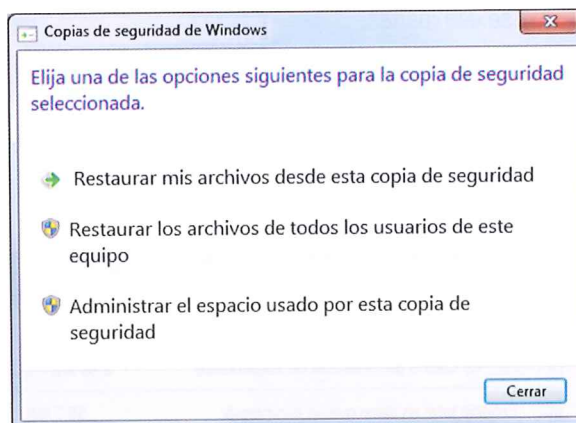 Copias de seguridad de Windows
Elija una de las opciones siguientes para la copia de seguridad
seleccionada.
Restaurar mis archivos desde esta copia de seguridad
Restaurar los archivos de todos los usuarios de este
equipo
Administrar el espacio usado por esta copia de
seguridad
Cerrar